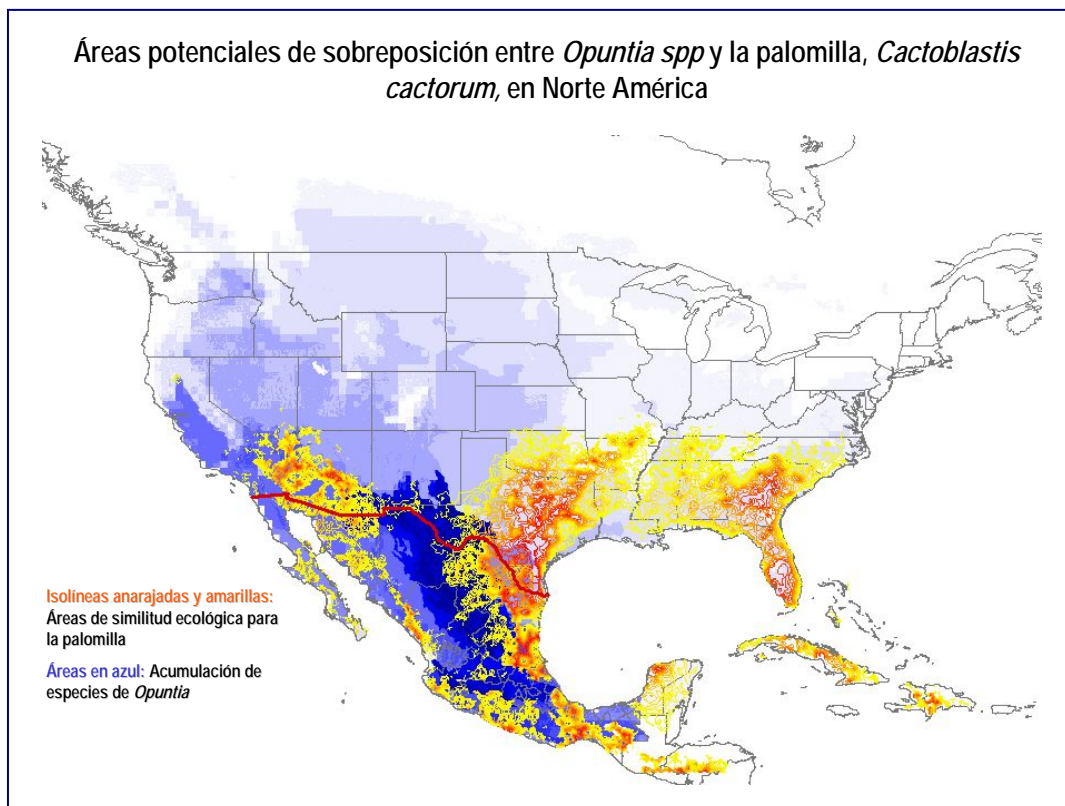 Áreas potenciales de sobreposición entre Opuntia spp y la palomilla, Cactoblastis
cactorum, en Norte América
Isolíneas anarajadas y amarillas:
Áreas de similitud ecológica para
la palomilla
Áreas en azul: Acumulación de
especies de Opuntia